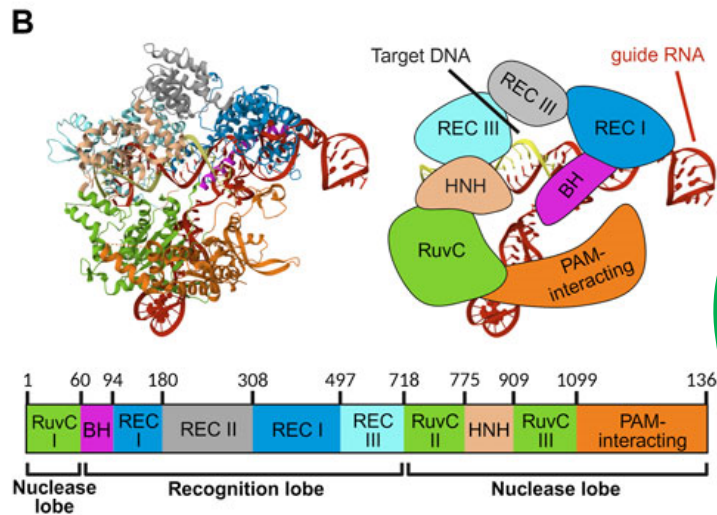 B
Target DNA
guide RNA
REC III
REC III
REC I
HNH
BH
RuvC
PAM-
interacting
1 60 94 180 308 497 718 775 909 1099 136
RuvC
I
BH
REC
I
REC II
REC I
REC
III
RuvC
II
HNH
RuvC
III
PAM-
interacting
Nuclease
lobe
Recognition lobe
Nuclease lobe